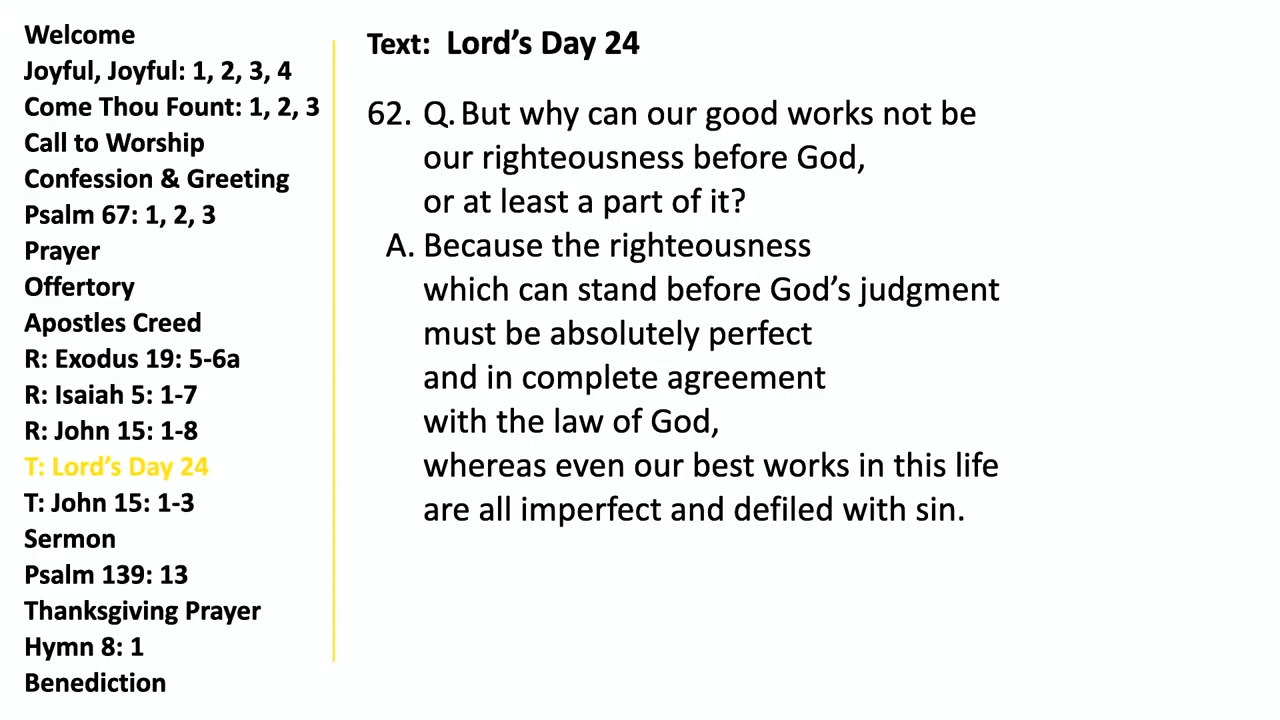 Welcome
Joyful, Joyful: 1, 2, 3, 4
Come Thou Fount: 1, 2, 3
Call to Worship
Confession & Greeting
Psalm 67: 1, 2, 3
Prayer
Offertory
Apostles Creed
R: Exodus 19: 5-6a
R: Isaiah 5: 1-7
R: John 15: 1-8
T: Lord’s Day 24
T: John 15: 1-3
Sermon
Psalm 139: 13
Thanksgiving Prayer
Hymn 8: 1
Benediction
Text: Lord’s Day 24
62. Q. But why can our good works not be
our righteousness before God,
or at least a part of it?
A. Because the righteousness
which can stand before God’s judgment
must be absolutely perfect
and in complete agreement
with the law of God,
whereas even our best works in this life
are all imperfect and defiled with sin.